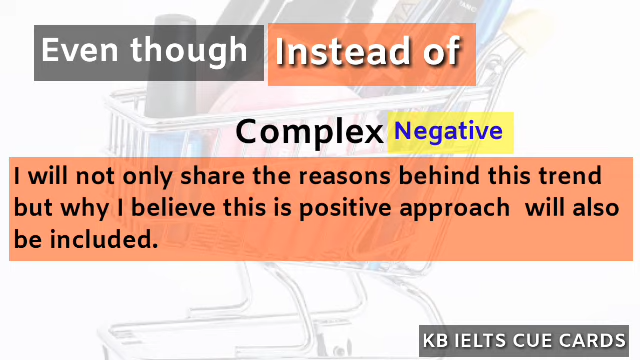 Even though Instead of
Complex Negative
I will not only share the reasons behind this trend
but why I believe this is positive approach will also
be included.
KB IELTS CUE CARDS